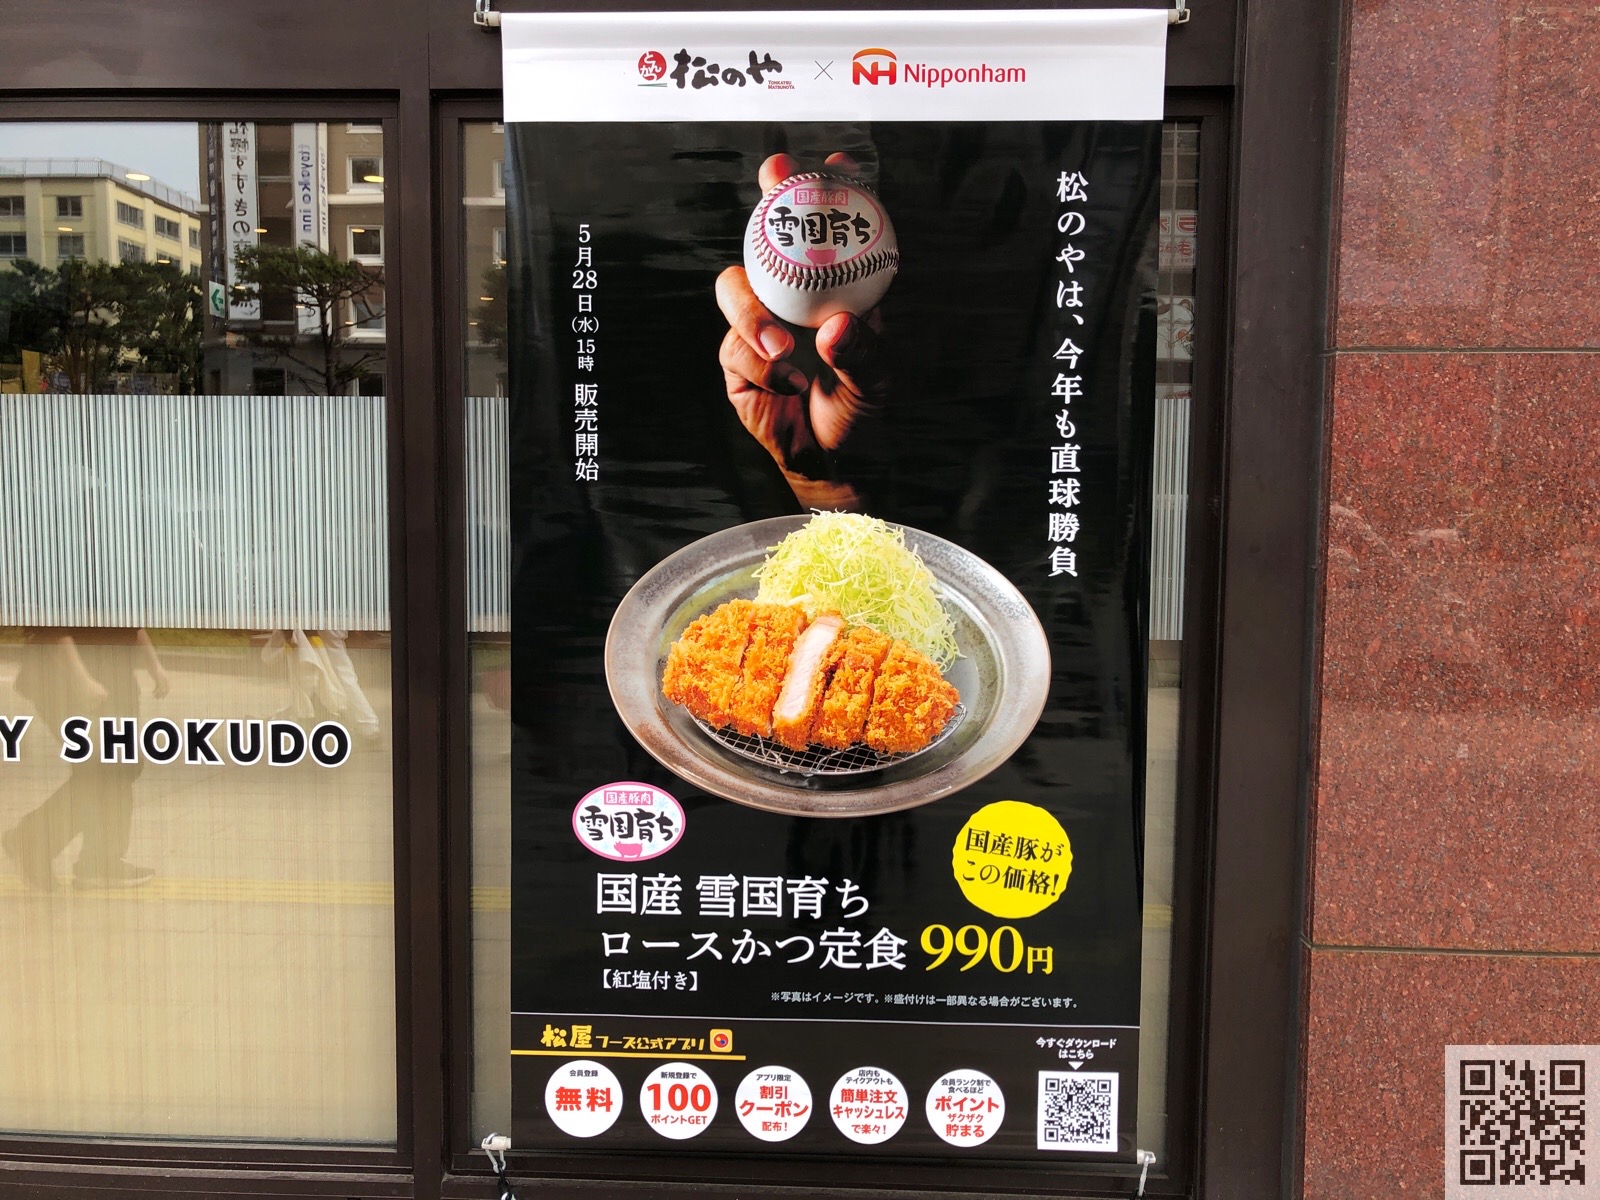 とんかつ 松のや TONKATSU MATSUNOYA × NH Nipponham
国産豚肉
雪国育ち
松のやは、今年も直球勝負
5月28日(水)15時 販売開始
国産豚肉
雪国育ち
国産豚が
この価格!
国産 雪国育ち
ロースかつ定食 990円
【紅塩付き】
※写真はイメージです。※盛付けは一部異なる場合がございます。
松屋フーズ公式アプリ
会員登録
無料
新規登録で
100
ポイントGET
アプリ限定
割引
クーポン
配布!
店内も
テイクアウトも
簡単注文
キャッシュレス
で楽々!
会員ランク制で
食べるほど
ポイント
ザクザク
貯まる
今すぐダウンロード
はこちら
Y SHOKUDO